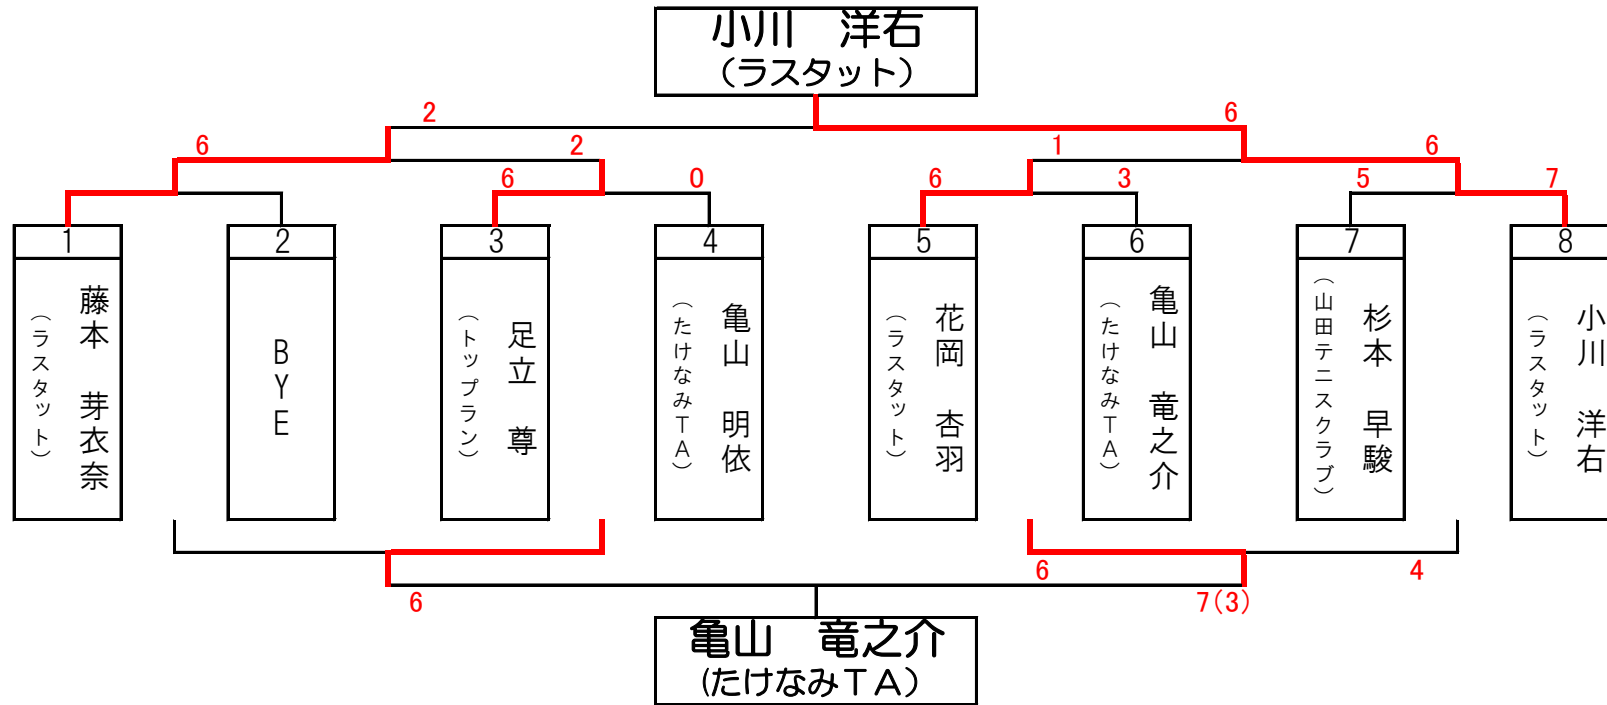 小川　洋右
（ラスタット）
2
6
6
2
1
6
6
0
6
3
5
7
1
2
3
4
5
6
7
8
藤本　芽衣奈
（ラスタット）
BYE
足立　尊
（トップラン）
亀山　明依
（たけなみTA）
花岡　杏羽
（ラスタット）
亀山　竜之介
（たけなみTA）
杉本　早駿
（山田テニスクラブ）
小川　洋右
（ラスタット）
6
4
6
7(3)
亀山　竜之介
（たけなみTA）